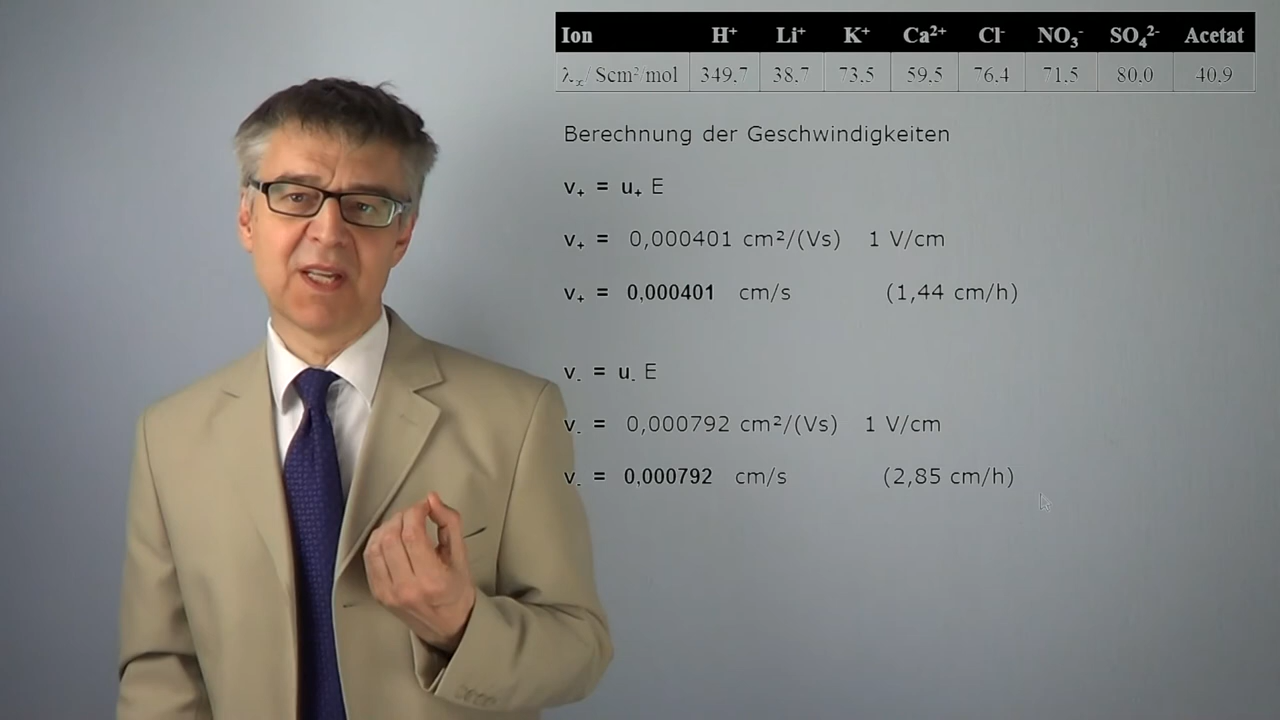 Ion H⁺ Li⁺ K⁺ Ca²⁺ Cl⁻ NO₃⁻ SO₄²⁻ Acetat
λ∞/ Scm²/mol 349.7 38.7 73.5 59.5 76.4 71.5 80.0 40.9
Berechnung der Geschwindigkeiten
v₊ = u₊ E
v₊ = 0,000401 cm²/(Vs) 1 V/cm
v₊ = 0,000401 cm/s (1,44 cm/h)
v₋ = u₋ E
v₋ = 0,000792 cm²/(Vs) 1 V/cm
v₋ = 0,000792 cm/s (2,85 cm/h)